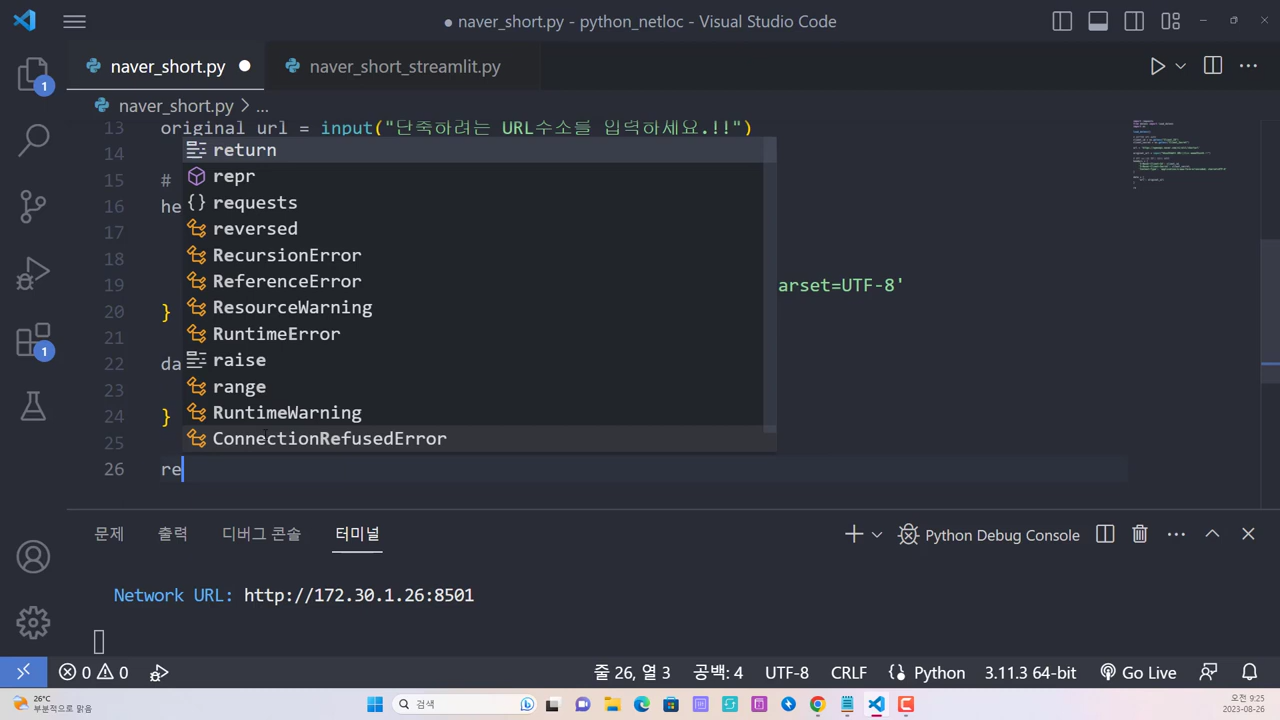 naver_short.py - python_netloc - Visual Studio Code
naver_short.py
naver_short_streamlit.py
naver_short.py > ...
13 original_url = input("단축하려는 URL주소를 입력하세요.!!")
14
15 #
16 he
17
18
19 arset=UTF-8'
20 }
21
22 da
23
24 }
25
26 re
return
repr
requests
reversed
RecursionError
ReferenceError
ResourceWarning
RuntimeError
raise
range
RuntimeWarning
ConnectionRefusedError
1
1
문제 출력 디버그 콘솔 터미널
Python Debug Console
Network URL: http://172.30.1.26:8501
0 0
줄 26, 열 3 공백: 4 UTF-8 CRLF Python 3.11.3 64-bit Go Live
26°C
부분적으로 맑음
검색
오전 9:25
2023-08-26